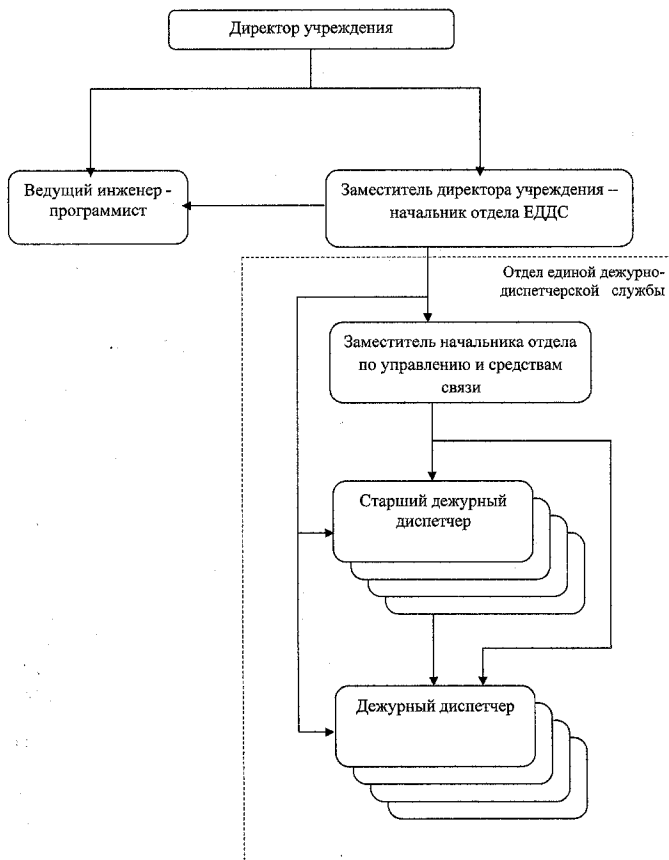 Директор учреждения
Ведущий инженер -
программист
Заместитель директора учреждения –
начальник отдела ЕДДС
Отдел единой дежурно-
диспетчерской службы
Заместитель начальника отдела
по управлению и средствам
связи
Старший дежурный
диспетчер
Дежурный диспетчер